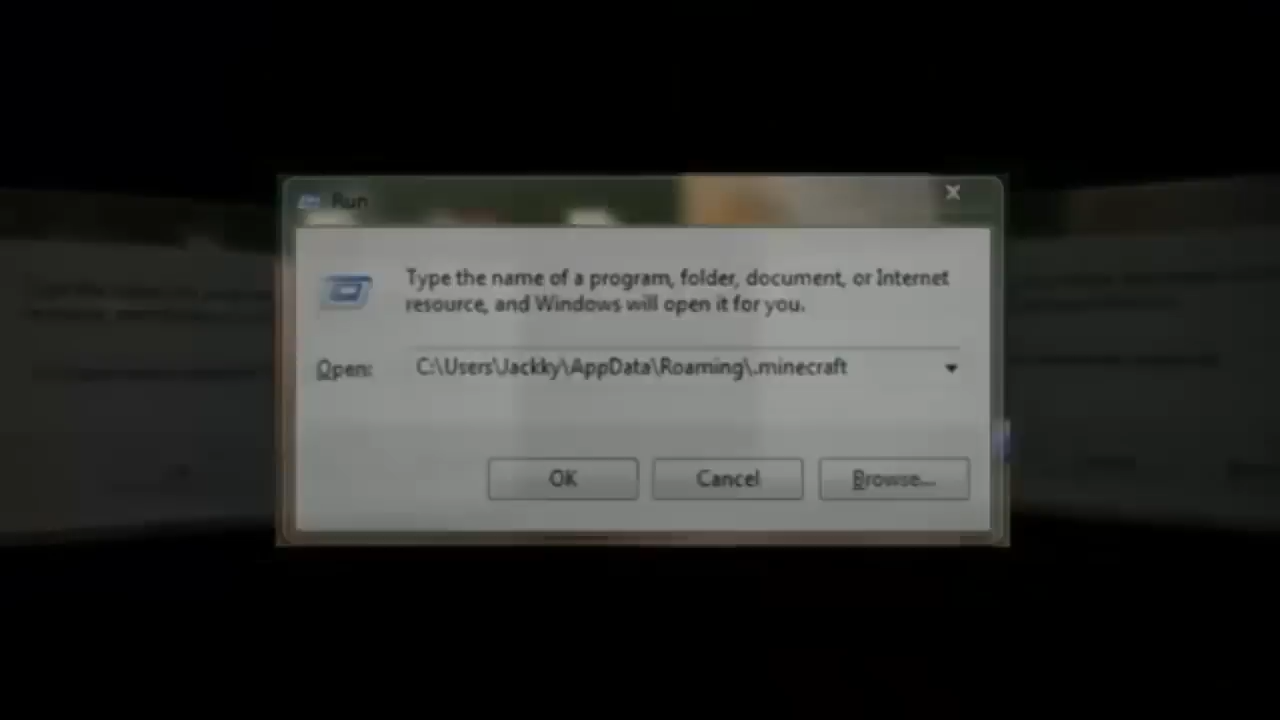 Run
Type the name of a program, folder, document, or Internet
resource, and Windows will open it for you.
Open: C:\Users\Jackky\AppData\Roaming\.minecraft
OK Cancel Browse...